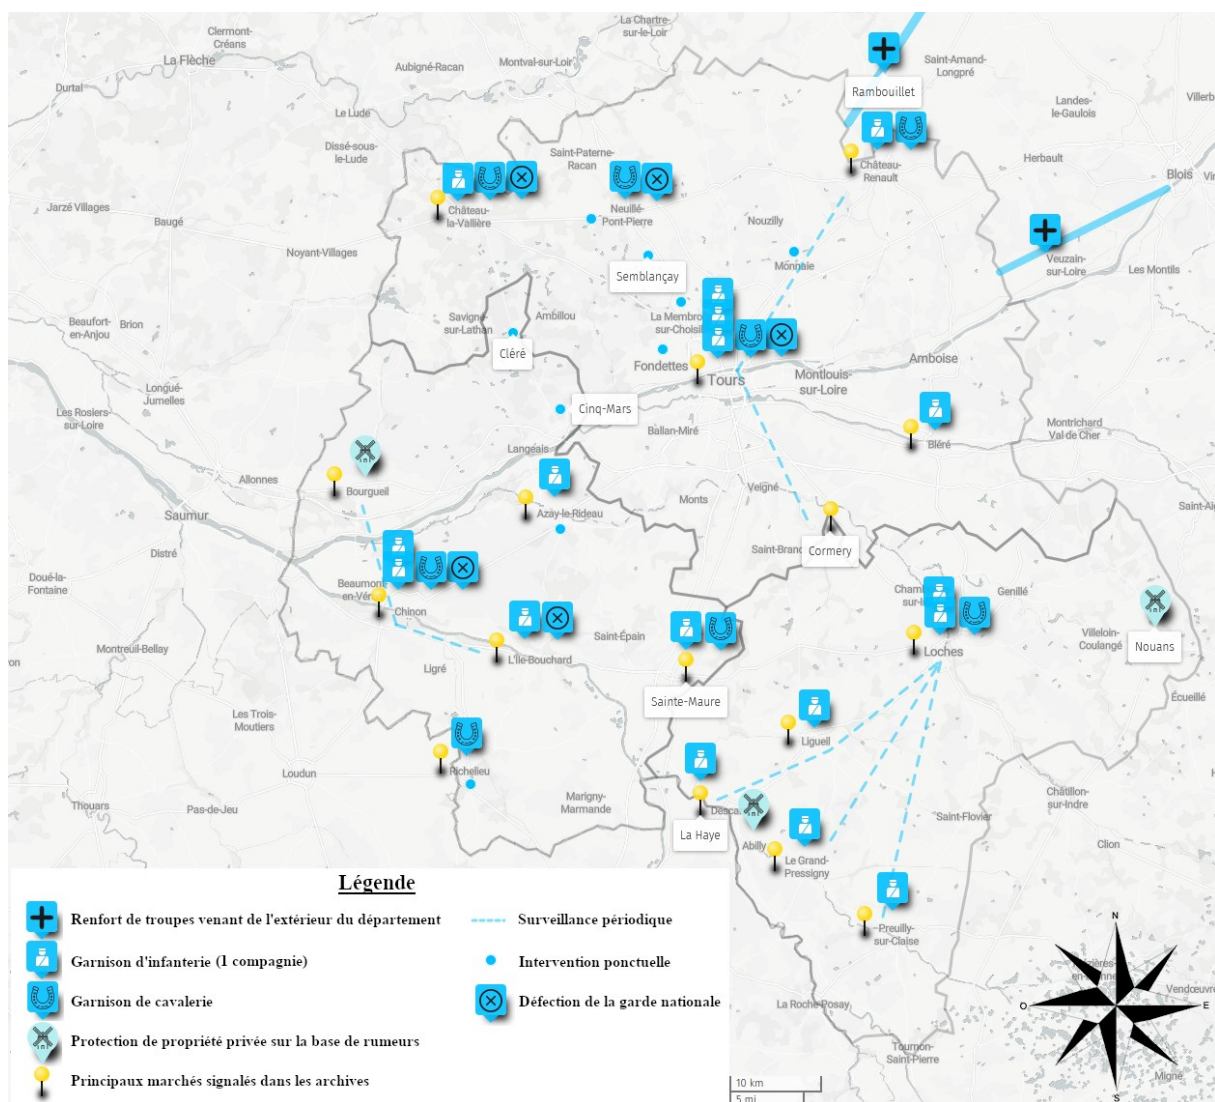 La Chartre
-sur-le-Loir
Clermont-
Créans
La Flèche
Aubigné-Racan
Montval-sur-Loir
Saint-Amand-
Longpré
Durtal
Rambouillet
Landes-
le-Gaulois
Le Lude
Dissé-sous-
le-Lude
Saint-Paterne-
Racan
Herbault
Château-
Renault
Blois
Jarzé Villages
Château-
la-Vallière
Neuillé-
Pont-Pierre
Baugé
Nouzilly
Noyant-Villages
Monnaie
Veuzain-
sur-Loire
Les Montils
Semblançay
Savigné-
sur-Lathan
Ambillou
La Membro
sur-Choisil
Beaufort-
en-Anjou
Brion
Cléré
Fondettes
Amboise
Tours
Montlouis-
sur-Loire
Longué-
Jumelles
Les Rosiers-
sur-Loire
Cinq-Mars
Ballan-Miré
Bléré
Montrichard
Val de Cher
Langeais
Allonnes
Bourgueil
Veigné
Monts
Azay-le-Rideau
Saumur
Distré
Saint-Branc
Cormery
Doué-la-
Fontaine
Beaumont
en-Vér
Chinon
Genillé
Saint-Épain
Villeloin-
Coulangé
Nouans
Montreuil-Bellay
L'Île-Bouchard
Loches
Ligré
Sainte-Maure
Écueillé
Les Trois-
Moutiers
Ligueil
Loudun
Richelieu
Thouars
Pas-de-Jeu
Marigny-
Marmande
Châtillon-
sur-Indre
Saint-Flovier
La Haye
Abilly
Le Grand-
Pressigny
Clion
Preuilly-
sur-Claise
La Roche-Posay
Vendœuvres
Tournon-
Saint-Pierre
Migné
N
O
E
S
Légende
Renfort de troupes venant de l'extérieur du département
Surveillance périodique
Garnison d'infanterie (1 compagnie)
Intervention ponctuelle
Garnison de cavalerie
Défection de la garde nationale
Protection de propriété privée sur la base de rumeurs
Principaux marchés signalés dans les archives
10 km
5 mi